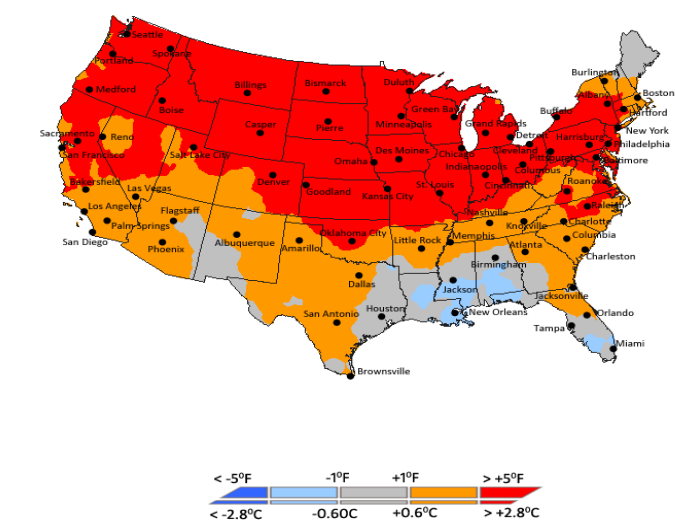 Seattle
Spokane
Portland
Medford
Boise
Billings
Bismarck
Duluth
Casper
Pierre
Minneapolis
Green Bay
Grand Rapids
Burlington
Albany
Boston
Hartford
Buffalo
Detroit
New York
Sacramento
Reno
San Francisco
Salt Lake City
Omaha
Des Moines
Chicago
Cleveland
Harrisburg
Philadelphia
Pittsburgh
Baltimore
Indianapolis
Columbus
Bakersfield
Las Vegas
Denver
Goodland
Kansas City
St. Louis
Cincinnati
Roanoke
Los Angeles
Palm Springs
Flagstaff
Nashville
Raleigh
San Diego
Phoenix
Albuquerque
Amarillo
Oklahoma City
Little Rock
Memphis
Knoxville
Charlotte
Atlanta
Columbia
Charleston
Birmingham
Dallas
Jackson
Jacksonville
San Antonio
Houston
New Orleans
Orlando
Tampa
Miami
Brownsville
< -5ºF -1ºF +1ºF > +5ºF
< -2.8ºC -0.60C +0.6ºC > +2.8ºC